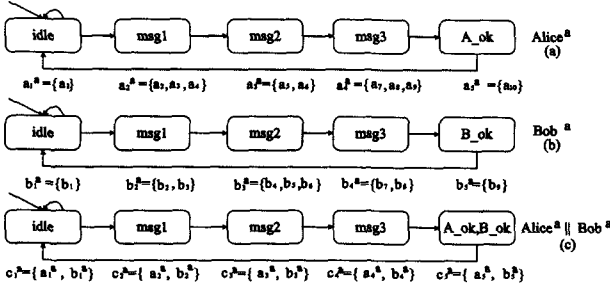 idle msg1 msg2 msg3 A_ok Alice^a
(a)
a₁^a={a₁} a₂^a={a₂,a₃,a₄} a₃^a={a₅,a₆} a₄^a={a₇,a₈,a₉} a₅^a={a₁₀}
idle msg1 msg2 msg3 B_ok Bob^a
(b)
b₁^a={b₁} b₂^a={b₂,b₃} b₃^a={b₄,b₅,b₆} b₄^a={b₇,b₈} b₅^a={b₉}
idle msg1 msg2 msg3 A_ok,B_ok Alice^a || Bob^a
(c)
c₁^a={a₁^a, b₁^a} c₂^a={a₂^a, b₂^a} c₃^a={a₃^a, b₃^a} c₄^a={a₄^a, b₄^a} c₅^a={a₅^a, b₅^a}